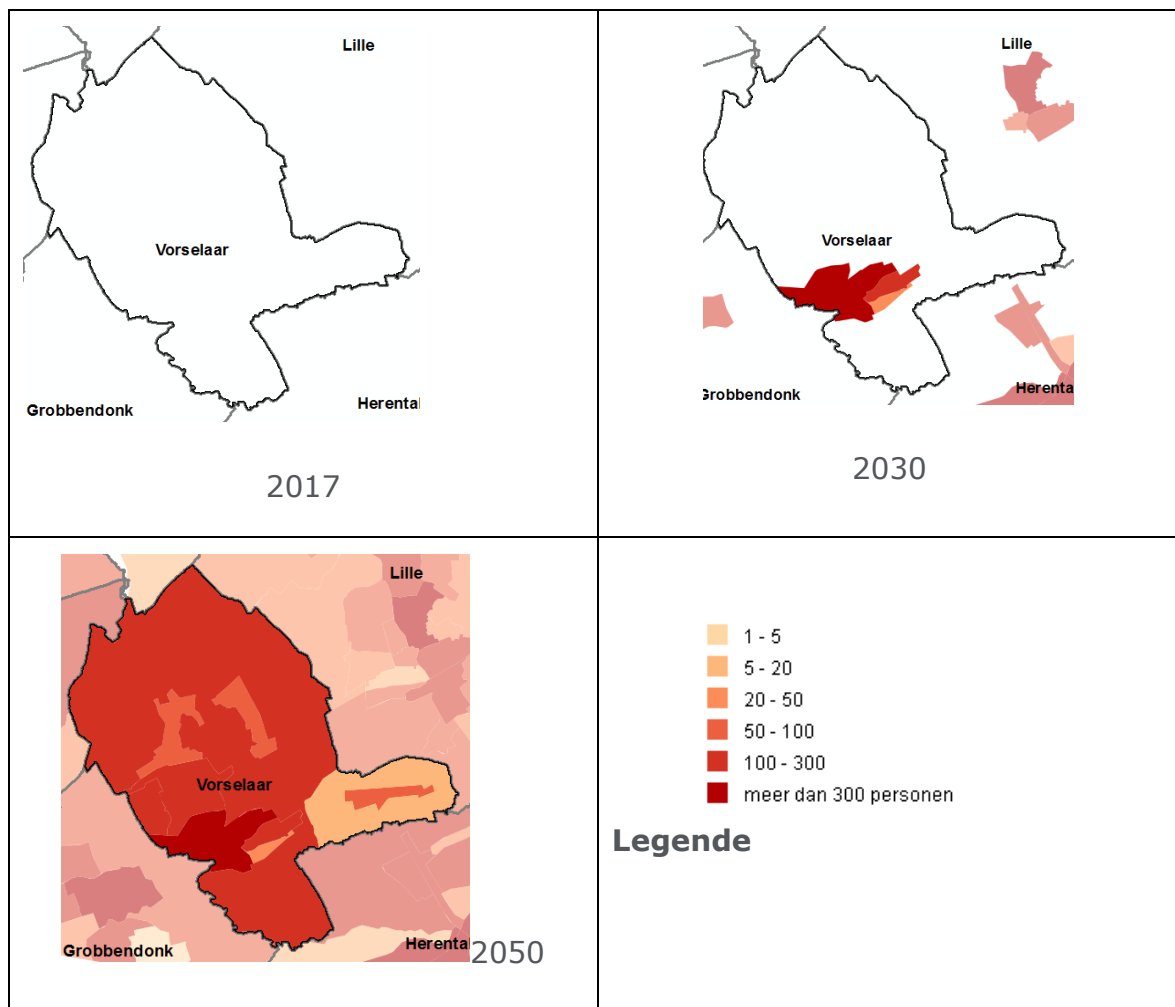 Lille
Vorselaar
Grobbendonk
Herental
2017
Lille
Vorselaar
Grobbendonk
Herenta
2030
Lille
Vorselaar
Grobbendonk
Herenta
2050
1 - 5
5 - 20
20 - 50
50 - 100
100 - 300
meer dan 300 personen
Legende